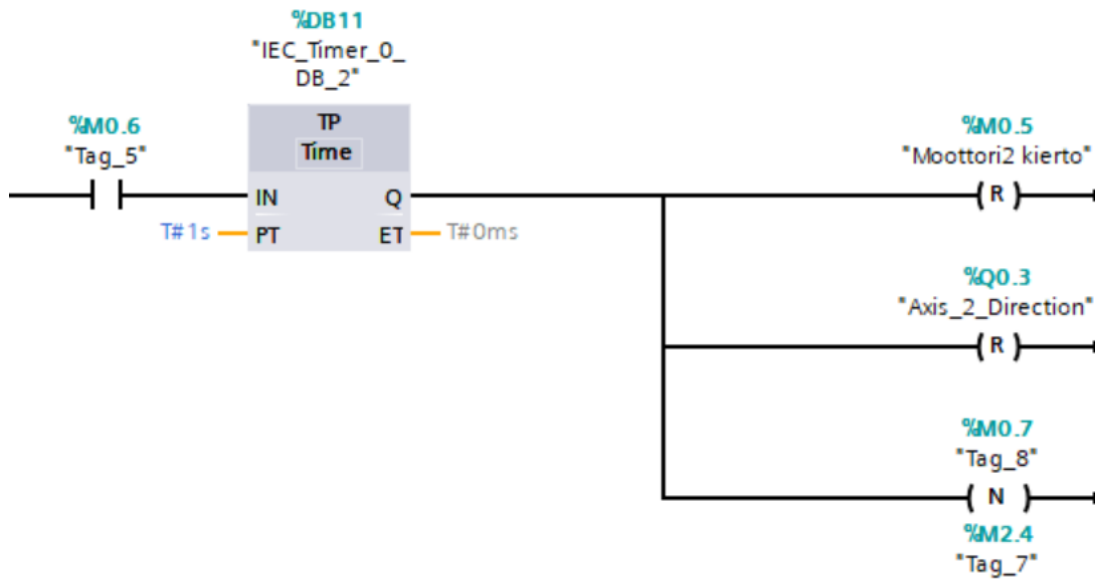 %DB11
"IEC_Timer_0_
DB_2"
%M0.6
"Tag_5"
TP
Time
IN
Q
T#1s
PT
ET
T#0ms
%M0.5
"Moottori2 kierto"
R
%Q0.3
"Axis_2_Direction"
R
%M0.7
"Tag_8"
N
%M2.4
"Tag_7"